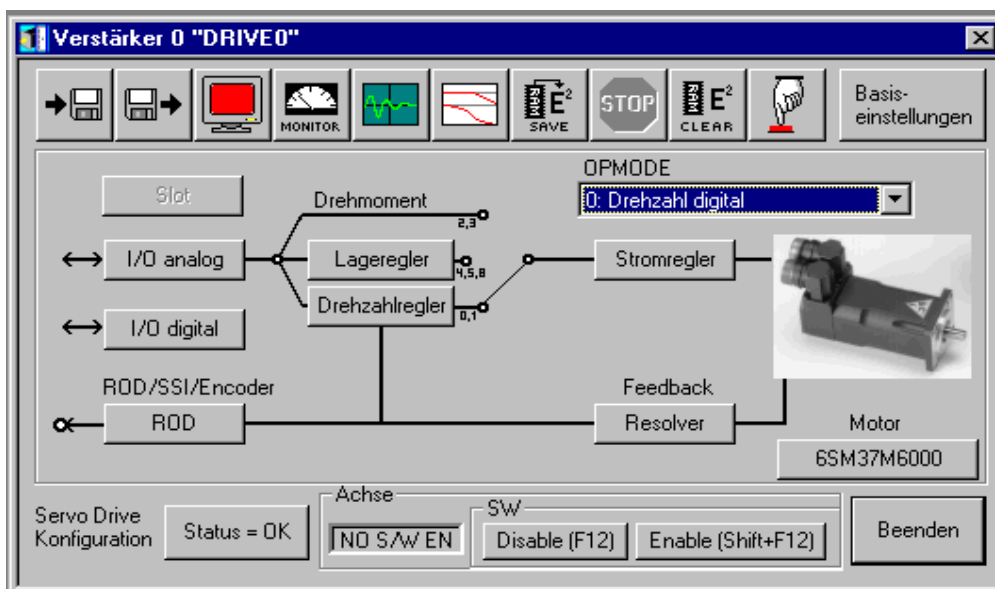 Verstärker 0 "DRIVE0"
MONITOR
E²
SAVE
STOP
E²
CLEAR
Basis-
einstellungen
OPMODE
0: Drehzahl digital
Slot
Drehmoment
2,3
I/O analog
Lageregler
4,5,8
Stromregler
Drehzahlregler
0,1
I/O digital
ROD/SSI/Encoder
Feedback
ROD
Resolver
Motor
6SM37M6000
Servo Drive
Konfiguration
Status = OK
Achse
NO S/W EN
SW
Disable (F12)
Enable (Shift+F12)
Beenden